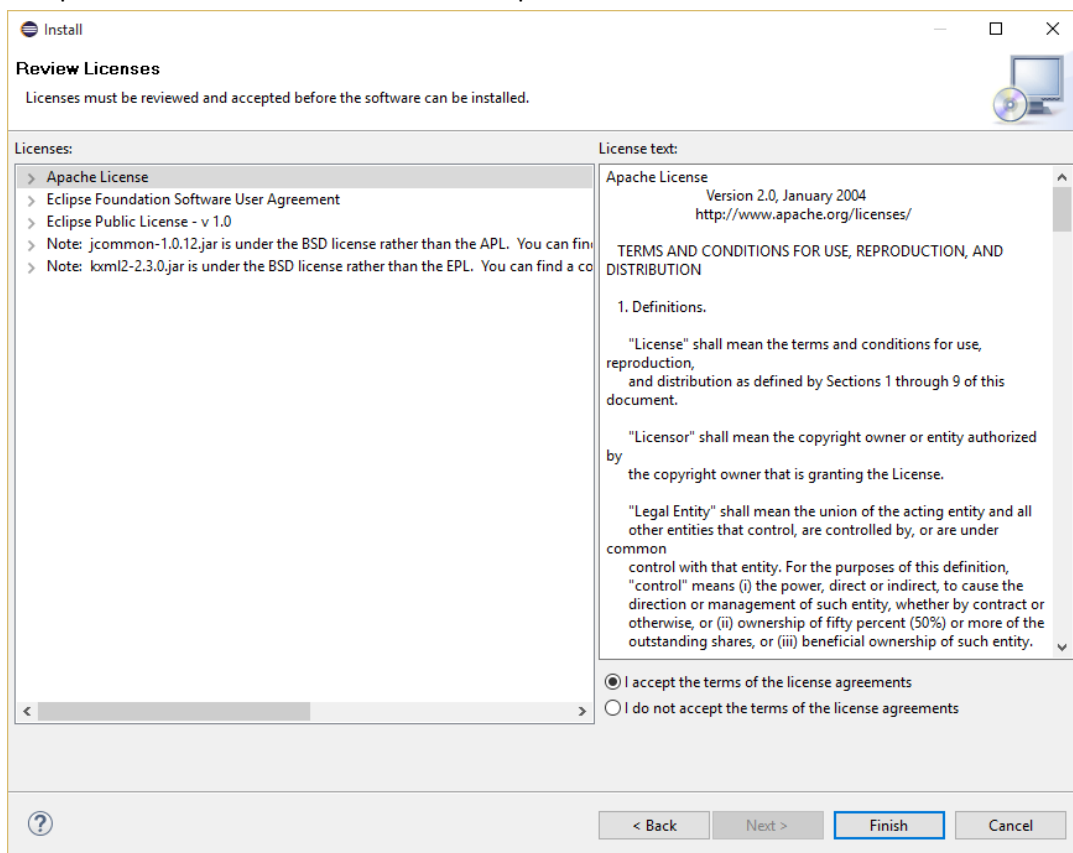 Install
Review Licenses
Licenses must be reviewed and accepted before the software can be installed.
Licenses:
Apache License
Eclipse Foundation Software User Agreement
Eclipse Public License - v 1.0
Note: jcommon-1.0.12.jar is under the BSD license rather than the APL. You can fin
Note: kxml2-2.3.0.jar is under the BSD license rather than the EPL. You can find a co
License text:
Apache License
Version 2.0, January 2004
http://www.apache.org/licenses/
TERMS AND CONDITIONS FOR USE, REPRODUCTION, AND
DISTRIBUTION
1. Definitions.
"License" shall mean the terms and conditions for use,
reproduction,
and distribution as defined by Sections 1 through 9 of this
document.
"Licensor" shall mean the copyright owner or entity authorized
by
the copyright owner that is granting the License.
"Legal Entity" shall mean the union of the acting entity and all
other entities that control, are controlled by, or are under
common
control with that entity. For the purposes of this definition,
"control" means (i) the power, direct or indirect, to cause the
direction or management of such entity, whether by contract or
otherwise, or (ii) ownership of fifty percent (50%) or more of the
outstanding shares, or (iii) beneficial ownership of such entity.
I accept the terms of the license agreements
I do not accept the terms of the license agreements
< Back
Next >
Finish
Cancel